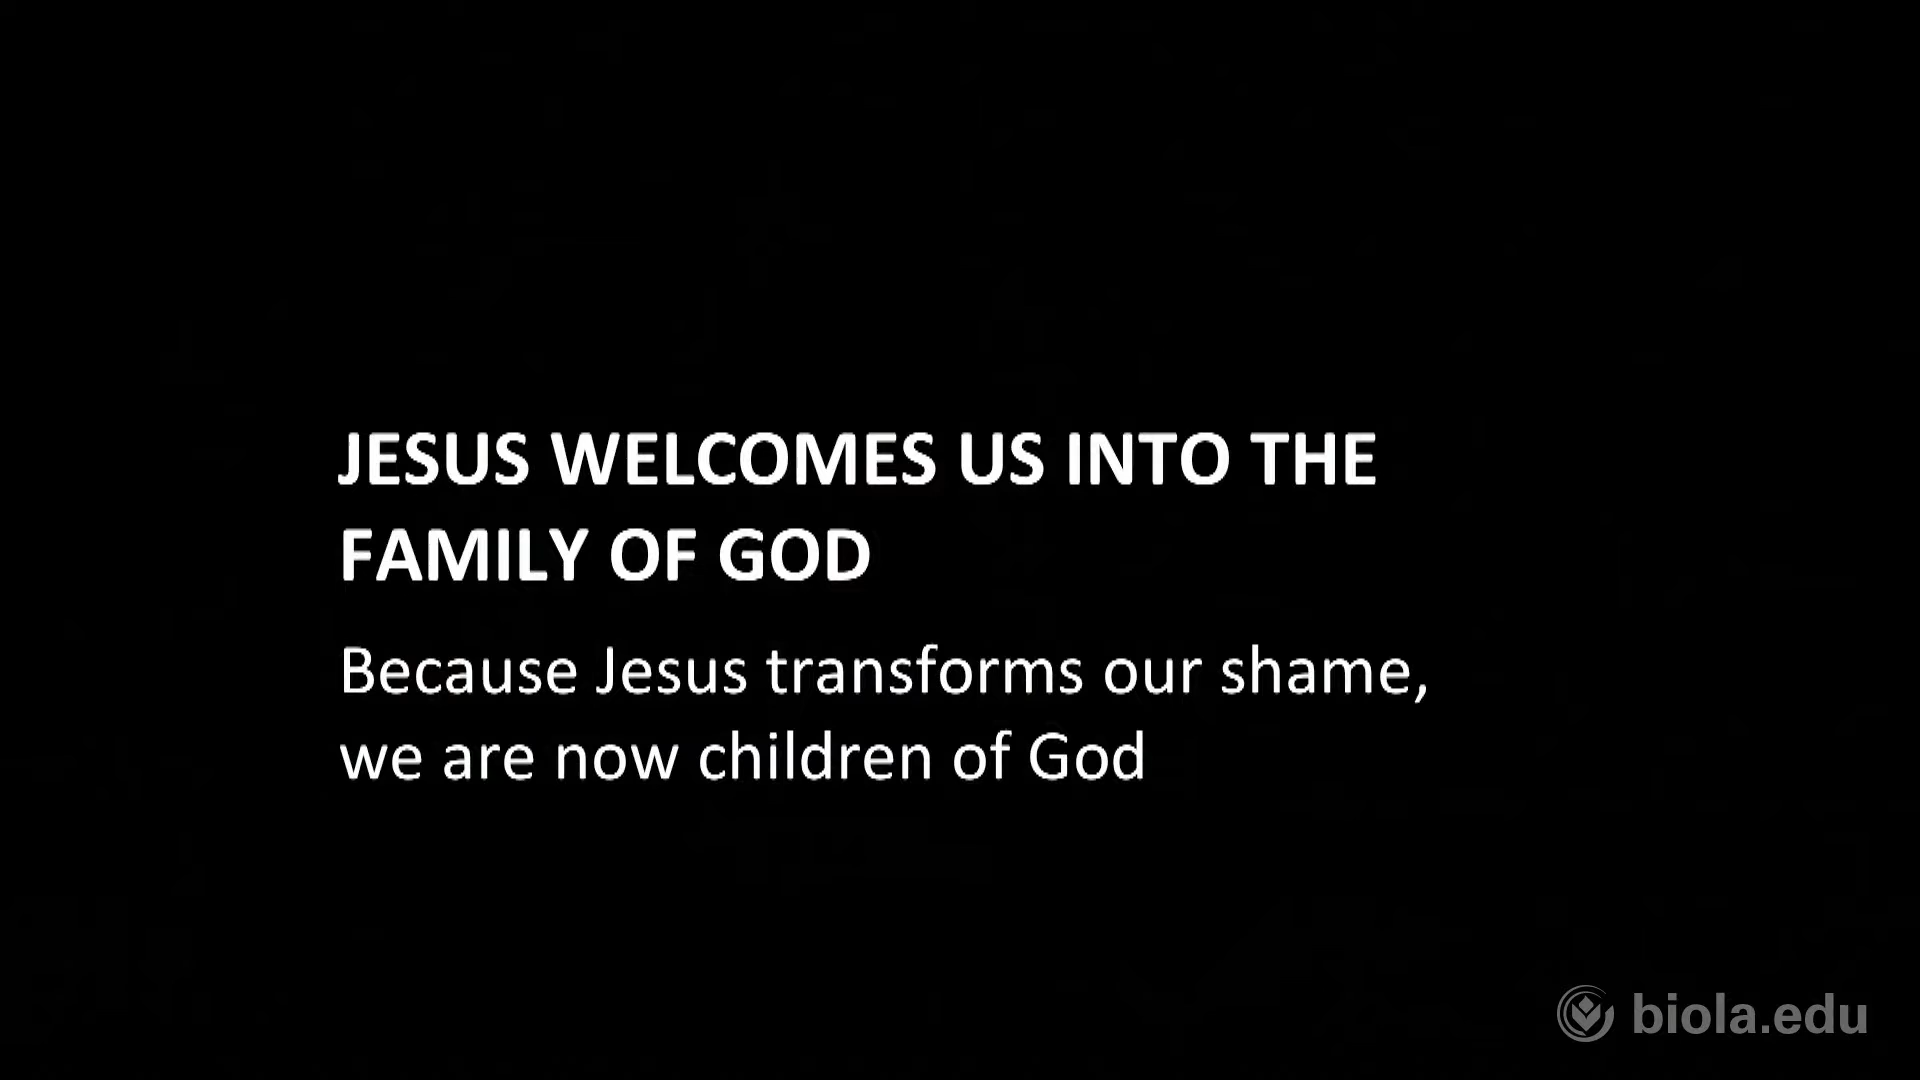 JESUS WELCOMES US INTO THE
FAMILY OF GOD
Because Jesus transforms our shame,
we are now children of God
biola.edu